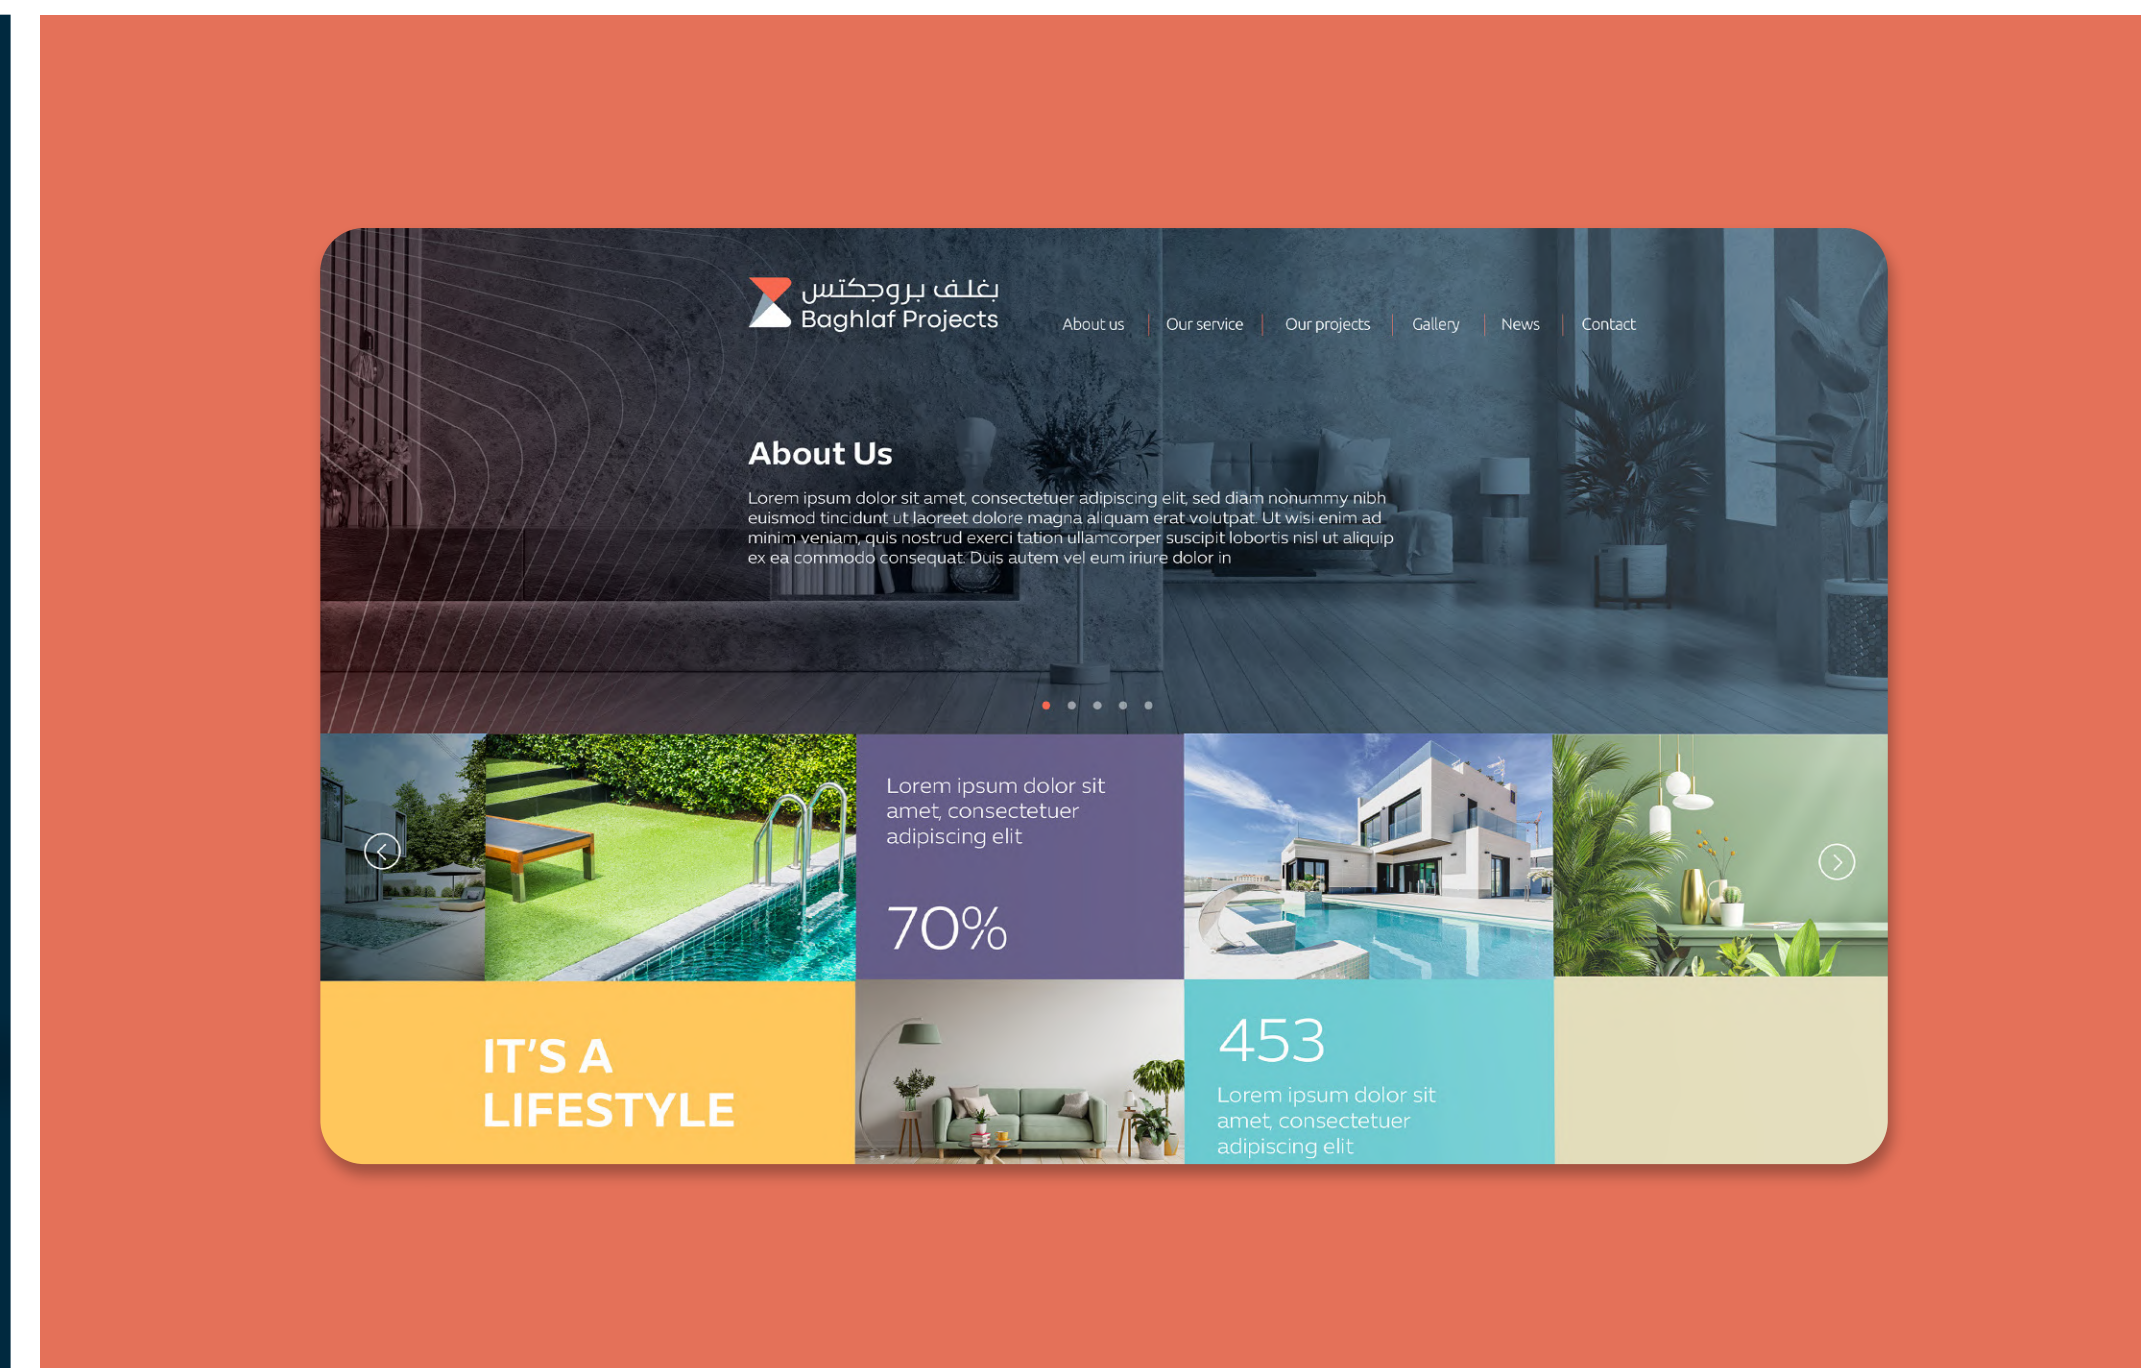 بغلف بروجكتس
Baghlaf Projects
About us
Our service
Our projects
Gallery
News
Contact
About Us
Lorem ipsum dolor sit amet, consectetuer adipiscing elit, sed diam nonummy nibh
euismod tincidunt ut laoreet dolore magna aliquam erat volutpat. Ut wisi enim ad
minim veniam, quis nostrud exerci tation ullamcorper suscipit lobortis nisl ut aliquip
ex ea commodo consequat. Duis autem vel eum iriure dolor in
Lorem ipsum dolor sit
amet, consectetuer
adipiscing elit
70%
IT'S A
LIFESTYLE
453
Lorem ipsum dolor sit
amet, consectetuer
adipiscing elit